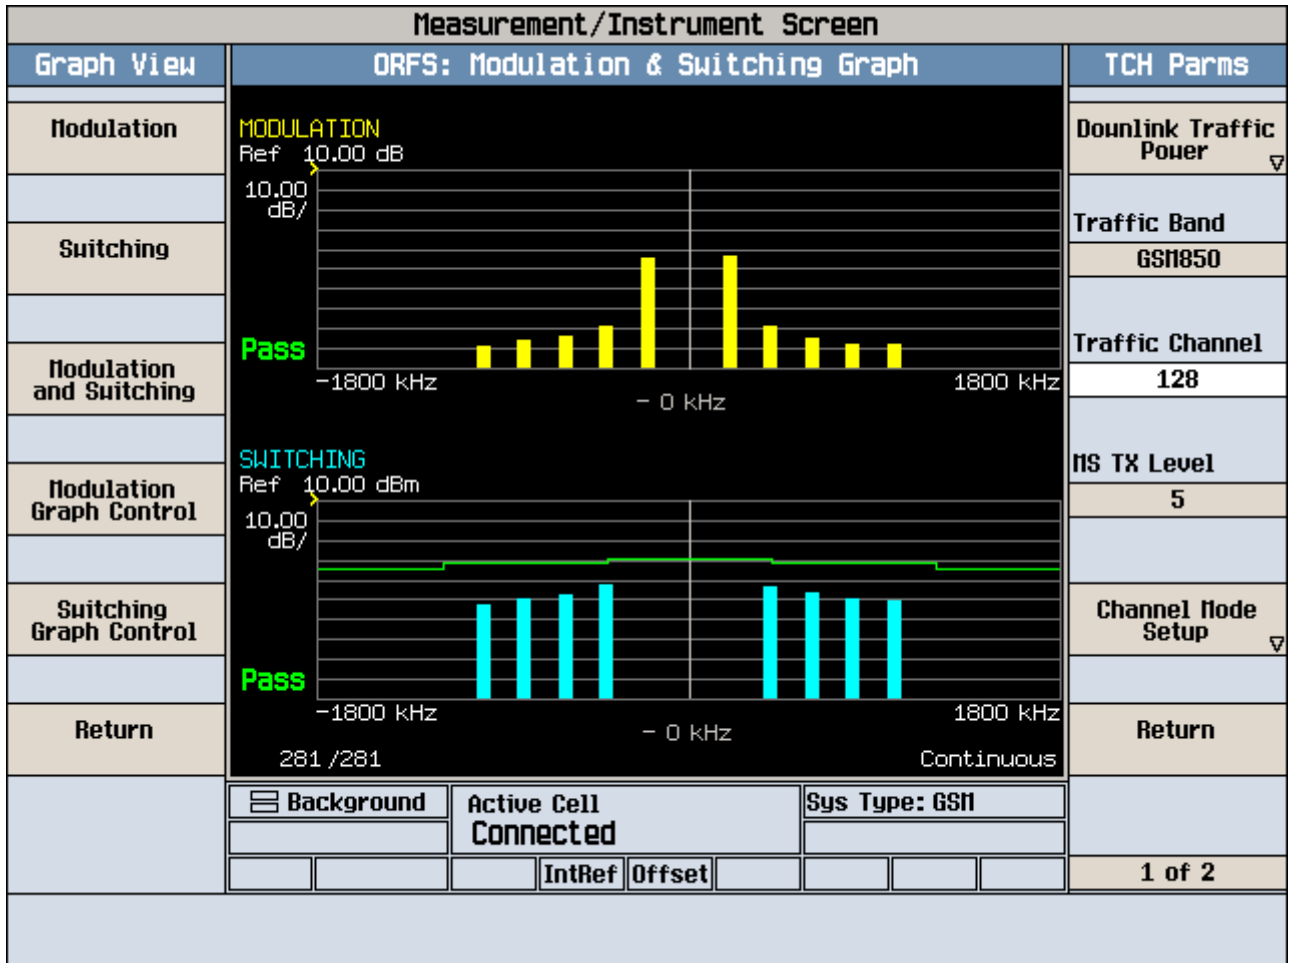 Measurement/Instrument Screen
Graph View
Modulation
Switching
Modulation
and Switching
Modulation
Graph Control
Switching
Graph Control
Return
ORFS: Modulation & Switching Graph
MODULATION
Ref 10.00 dB
10.00
dB/
Pass
-1800 kHz
1800 kHz
- 0 kHz
SWITCHING
Ref 10.00 dBm
10.00
dB/
Pass
-1800 kHz
1800 kHz
- 0 kHz
281 /281
Continuous
Background
Active Cell
Connected
Sys Type: GSM
IntRef
Offset
TCH Parms
Downlink Traffic
Power
Traffic Band
GSM850
Traffic Channel
128
MS TX Level
5
Channel Mode
Setup
Return
1 of 2